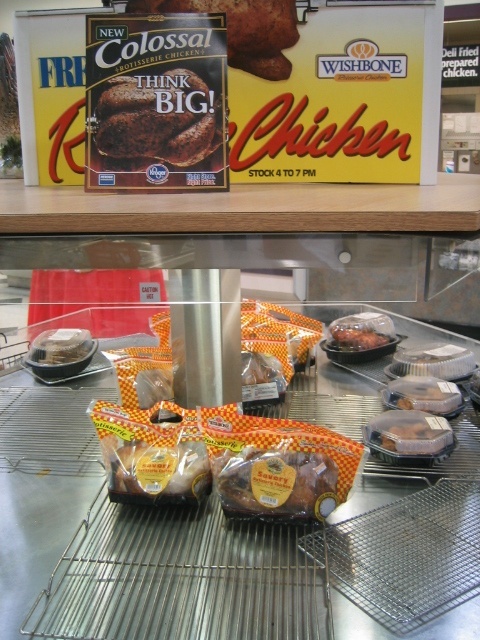 NEW
Colossal
ROTISSERIE CHICKEN
THINK
BIG!
Kroger
FRE
WISHBONE
R
Chicken
STOCK 4 TO 7 PM
Deli Fried
prepared
chicken.
CAUTION
HOT
Rotisserie
Savory
Savory